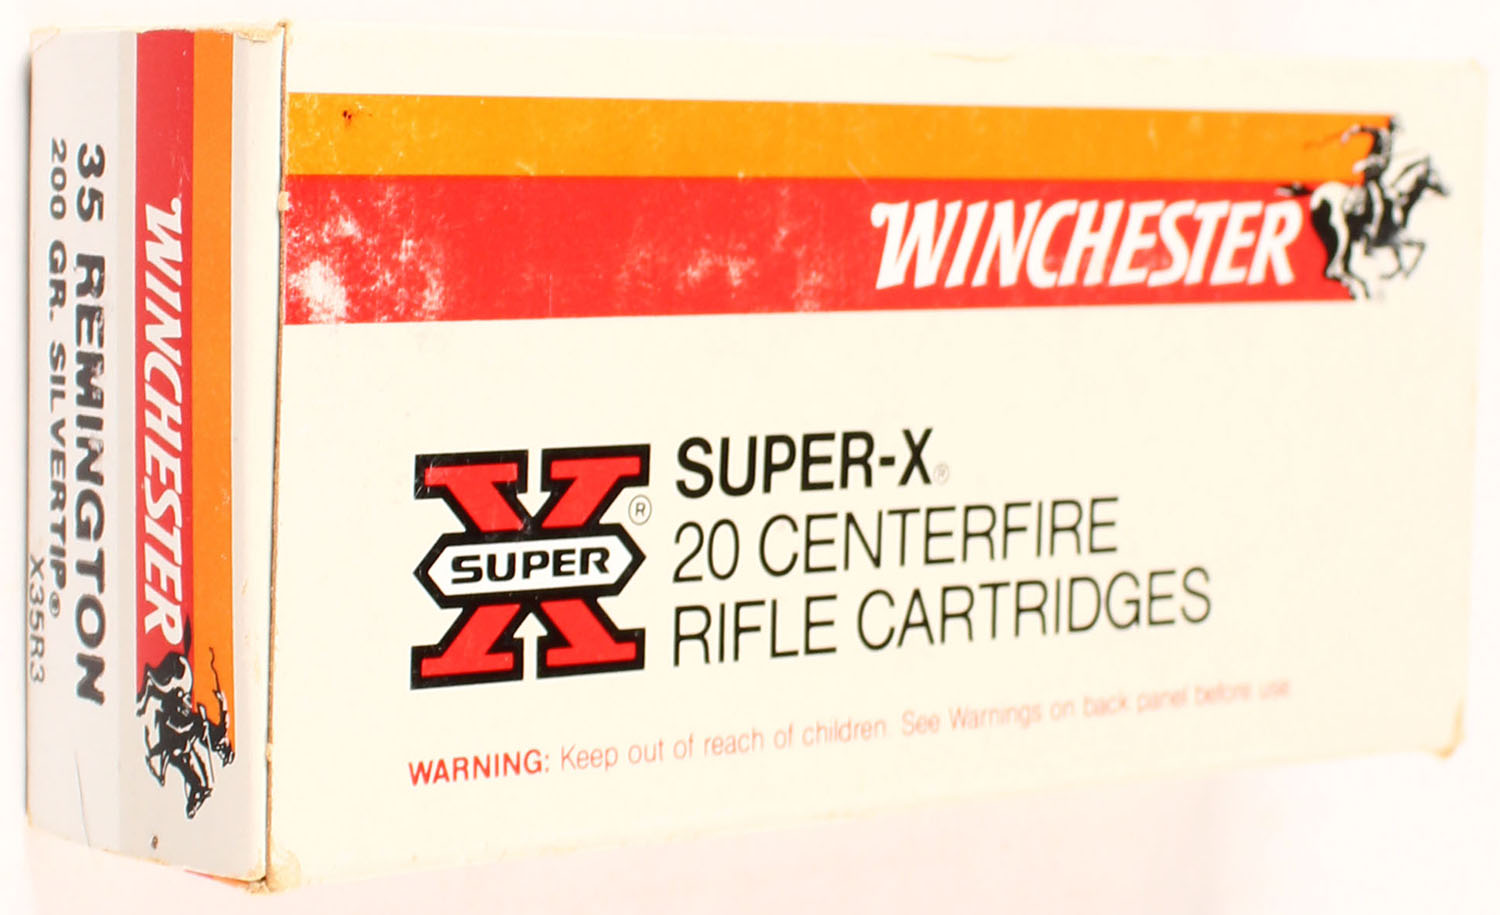 35 REMINGTON
200 GR. SILVERTIP®
X35R3
WINCHESTER
WINCHESTER
SUPER
®
SUPER-X®
20 CENTERFIRE
RIFLE CARTRIDGES
WARNING: Keep out of reach of children. See Warnings on back panel before use